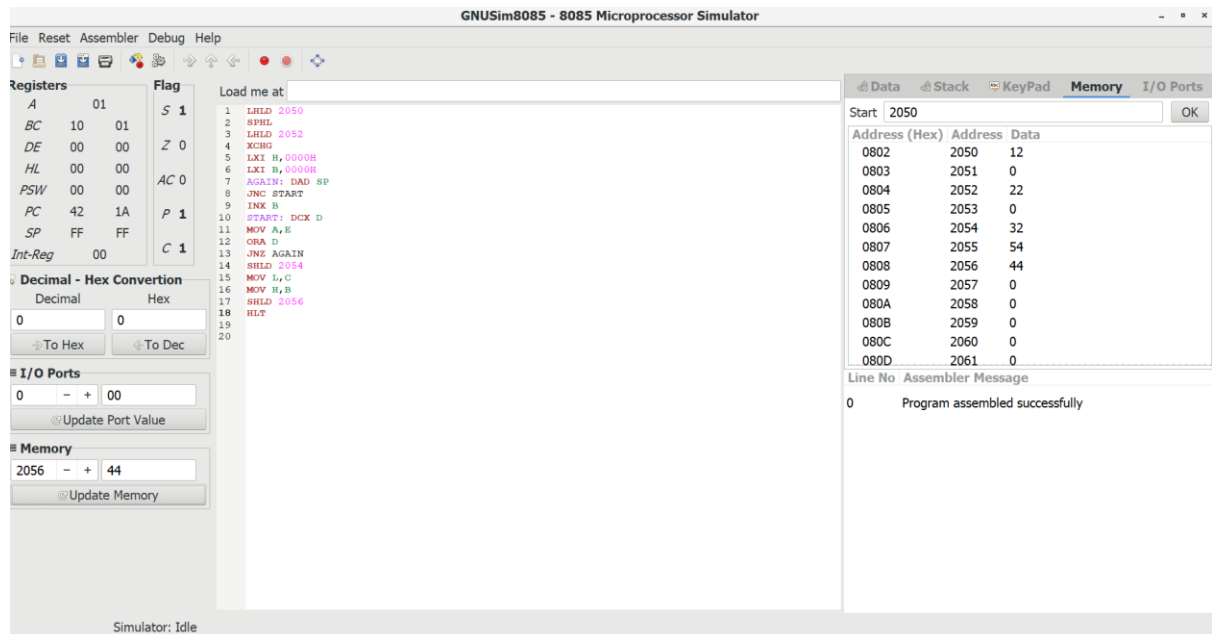 GNUSim8085 - 8085 Microprocessor Simulator
File Reset Assembler Debug Help
Registers
A 01
BC 10 01
DE 00 00
HL 00 00
PSW 00 00
PC 42 1A
SP FF FF
Int-Reg 00
Flag
S 1
Z 0
AC 0
P 1
C 1
Decimal - Hex Convertion
Decimal Hex
0 0
To Hex To Dec
I/O Ports
0 - + 00
Update Port Value
Memory
2056 - + 44
Update Memory
Load me at
1 LHLD 2050
2 SPHL
3 LHLD 2052
4 XCHG
5 LXI H,0000H
6 LXI B,0000H
7 AGAIN: DAD SP
8 JNC START
9 INX B
10 START: DCX D
11 MOV A,E
12 ORA D
13 JNZ AGAIN
14 SHLD 2054
15 MOV L,C
16 MOV H,B
17 SHLD 2056
18 HLT
19
20
Data Stack KeyPad Memory I/O Ports
Start 2050 OK
Address (Hex) Address Data
0802 2050 12
0803 2051 0
0804 2052 22
0805 2053 0
0806 2054 32
0807 2055 54
0808 2056 44
0809 2057 0
080A 2058 0
080B 2059 0
080C 2060 0
080D 2061 0
Line No Assembler Message
0 Program assembled successfully
Simulator: Idle